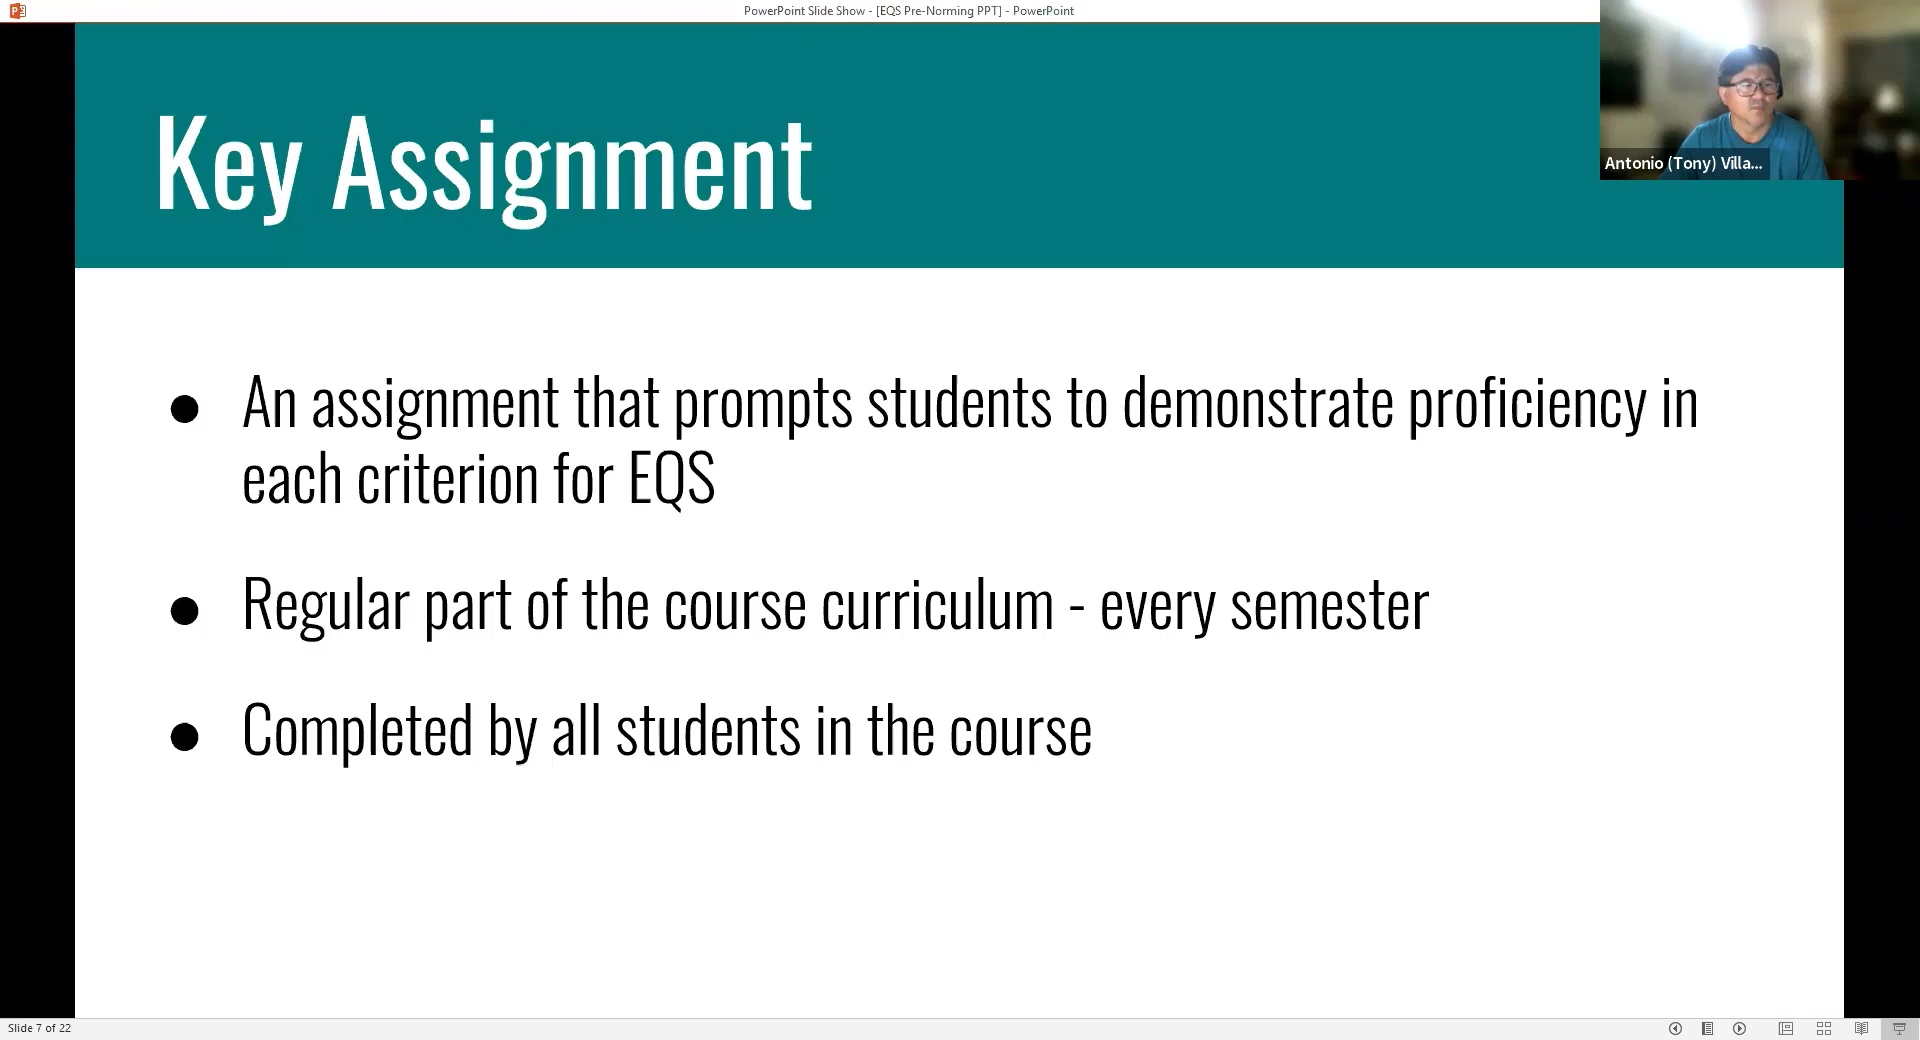 PowerPoint Slide Show - [EQS Pre-Norming PPT] - PowerPoint
Key Assignment
Antonio (Tony) Villa...
● An assignment that prompts students to demonstrate proficiency in
each criterion for EQS
● Regular part of the course curriculum - every semester
● Completed by all students in the course
Slide 7 of 22